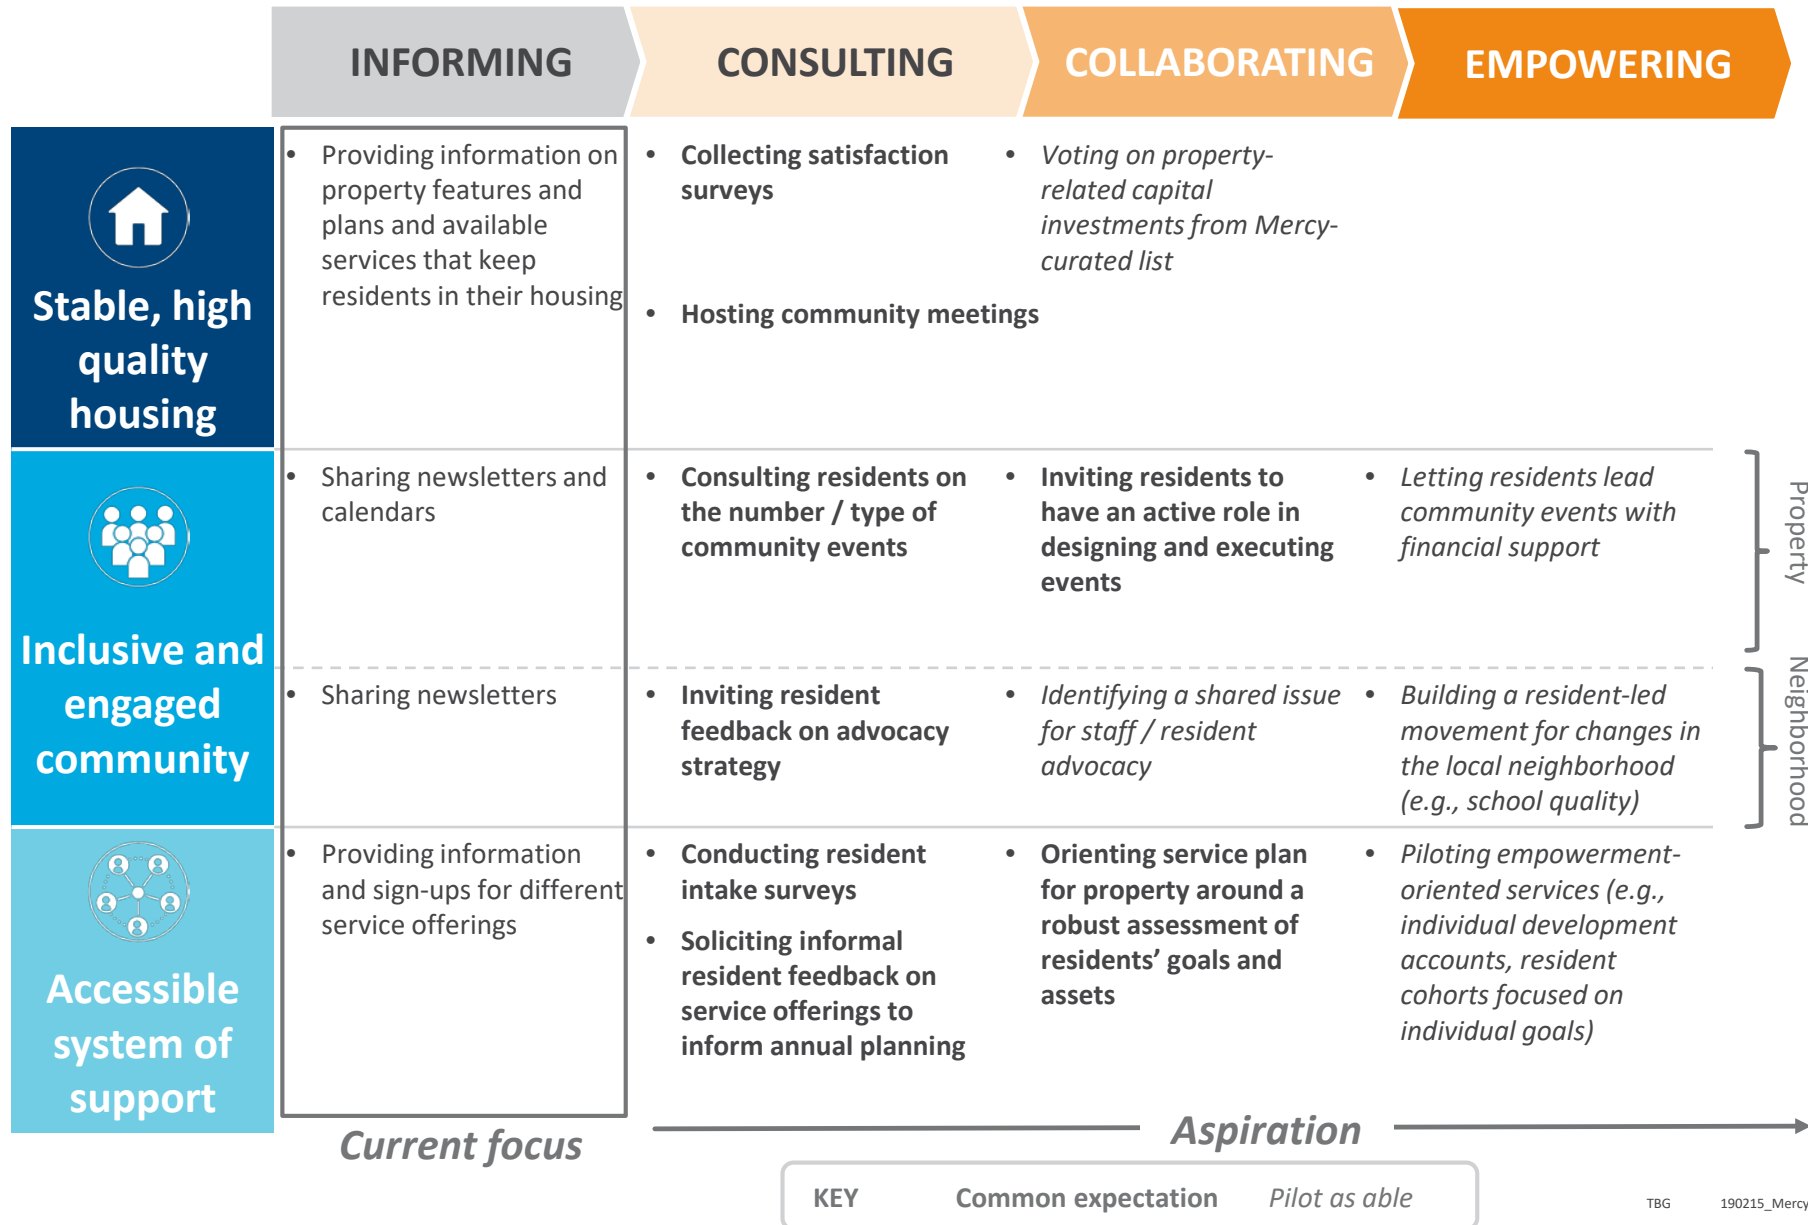 INFORMING
CONSULTING
COLLABORATING
EMPOWERING
Stable, high
quality
housing
• Providing information on
property features and
plans and available
services that keep
residents in their housing
• Collecting satisfaction
surveys
• Hosting community meetings
• Voting on property-
related capital
investments from Mercy-
curated list
Inclusive and
engaged
community
• Sharing newsletters and
calendars
• Consulting residents on
the number / type of
community events
• Inviting residents to
have an active role in
designing and executing
events
• Letting residents lead
community events with
financial support
Property
• Sharing newsletters
• Inviting resident
feedback on advocacy
strategy
• Identifying a shared issue
for staff / resident
advocacy
• Building a resident-led
movement for changes in
the local neighborhood
(e.g., school quality)
Neighborhood
Accessible
system of
support
• Providing information
and sign-ups for different
service offerings
• Conducting resident
intake surveys
• Soliciting informal
resident feedback on
service offerings to
inform annual planning
• Orienting service plan
for property around a
robust assessment of
residents’ goals and
assets
• Piloting empowerment-
oriented services (e.g.,
individual development
accounts, resident
cohorts focused on
individual goals)
Current focus
Aspiration
KEY Common expectation Pilot as able
TBG 190215_Mercy